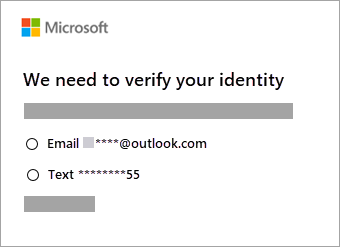 Microsoft
We need to verify your identity
Email ****@outlook.com
Text ********55